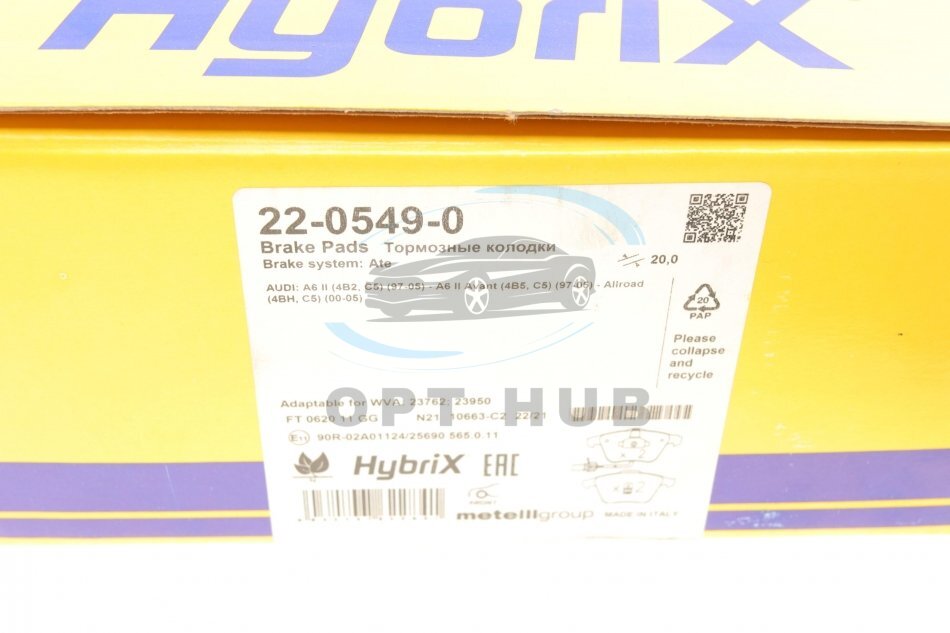 HybriX
22-0549-0
Brake Pads Тормозные колодки
Brake system: Ate
20,0
AUDI: A6 II (4B2, C5) (97-05) - A6 II Avant (4B5, C5) (97-05) - Allroad
(4BH, C5) (00-05)
20
PAP
Please
collapse
and
recycle
OPT HUB
Adaptable for WVA: 23762; 23950
FT 0620 11 GG N21 10663-C2 22/21
E11 90R-02A01124/25690 565 0.11
HybriX EAC
x 2
x 2
metelligroup MADE IN ITALY